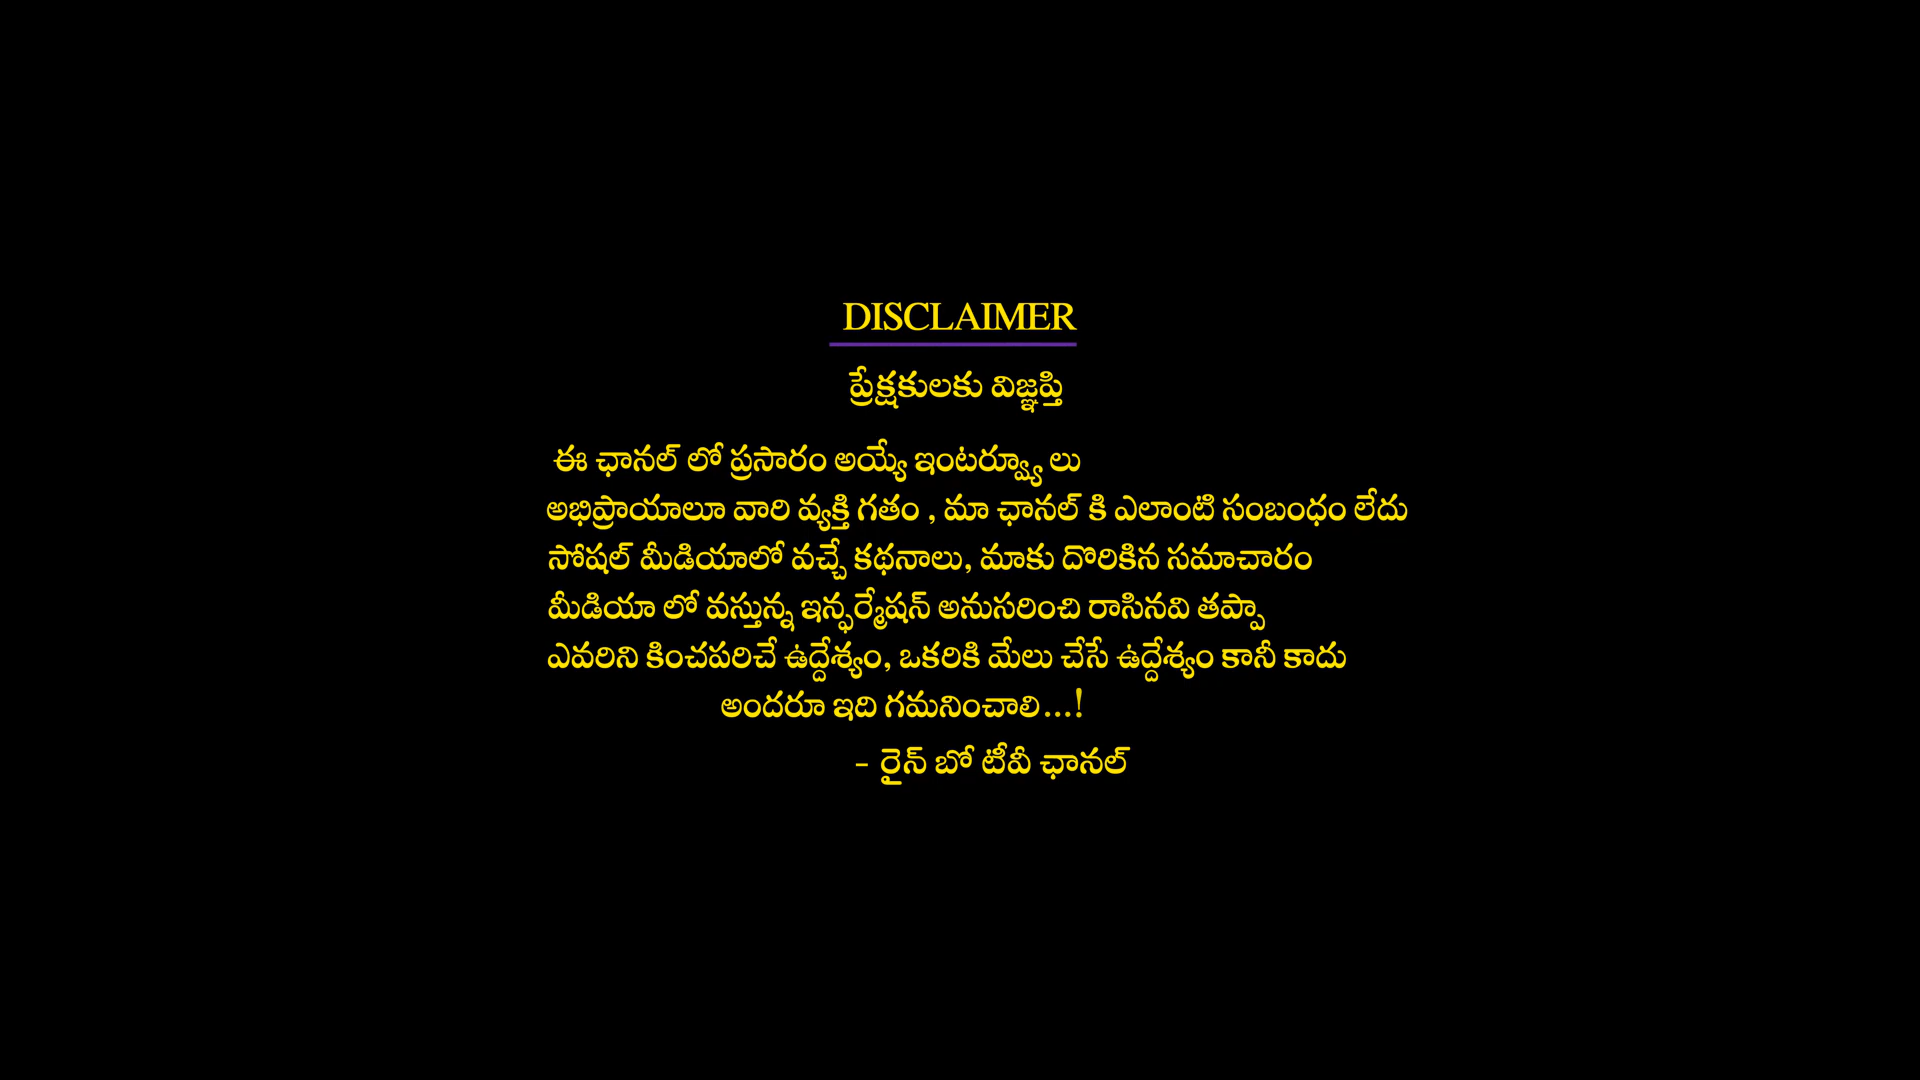 DISCLAIMER
ప్రేక్షకులకు విజ్ఞప్తి
ఈ ఛానల్ లో ప్రసారం అయ్యే ఇంటర్వ్యూ లు
అభిప్రాయాలూ వారి వ్యక్తి గతం , మా ఛానల్ కి ఎలాంటి సంబంధం లేదు
సోషల్ మీడియాలో వచ్చే కథనాలు, మాకు దొరికిన సమాచారం
మీడియా లో వస్తున్న ఇన్ఫర్మేషన్ అనుసరించి రాసినవి తప్పా
ఎవరిని కించపరిచే ఉద్దేశ్యం, ఒకరికి మేలు చేసే ఉద్దేశ్యం కానీ కాదు
అందరూ ఇది గమనించాలి...!
- రైన్ బో టీవీ ఛానల్